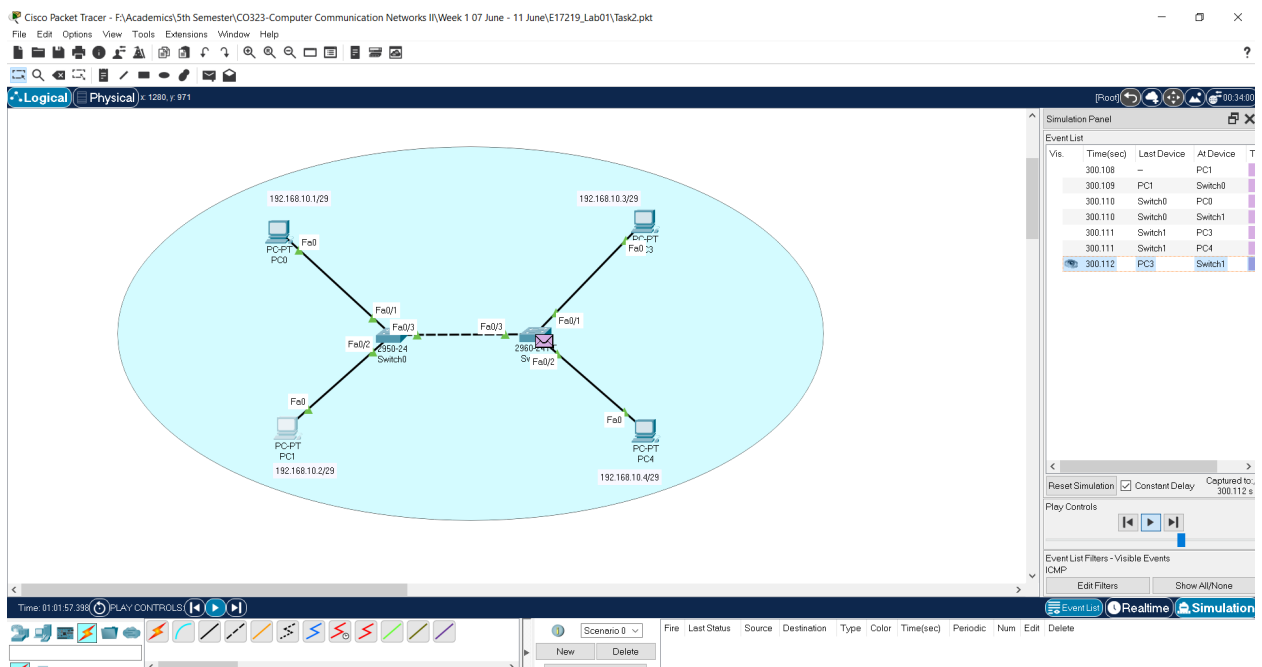 Cisco Packet Tracer - F:\Academics\5th Semester\CO323-Computer Communication Networks II\Week 1 07 June - 11 June\E17219_Lab01\Task2.pkt
File Edit Options View Tools Extensions Window Help
?
Logical Physical x: 1280, y: 971 [Root] 00:34:00
Simulation Panel
Event List
Vis. Time(sec) Last Device At Device T
300.108 -- PC1
300.109 PC1 Switch0
300.110 Switch0 PC0
300.110 Switch0 Switch1
300.111 Switch1 PC3
300.111 Switch1 PC4
300.112 PC3 Switch1
192.168.10.1/29
192.168.10.3/29
PC-PT
PC0
Fa0
PC-PT
Fa0
Fa0/1
Fa0/3
Fa0/2
2950-24
Switch0
Fa0/3
Fa0/1
Fa0/2
Fa0
PC-PT
PC1
192.168.10.2/29
Fa0
PC-PT
PC4
192.168.10.4/29
Reset Simulation Constant Delay Captured to:
300.112 s
Play Controls
Event List Filters - Visible Events
ICMP
Edit Filters Show All/None
Time: 01:01:57.398 PLAY CONTROLS: Event List Realtime Simulation
Scenario 0
New Delete
Fire Last Status Source Destination Type Color Time(sec) Periodic Num Edit Delete